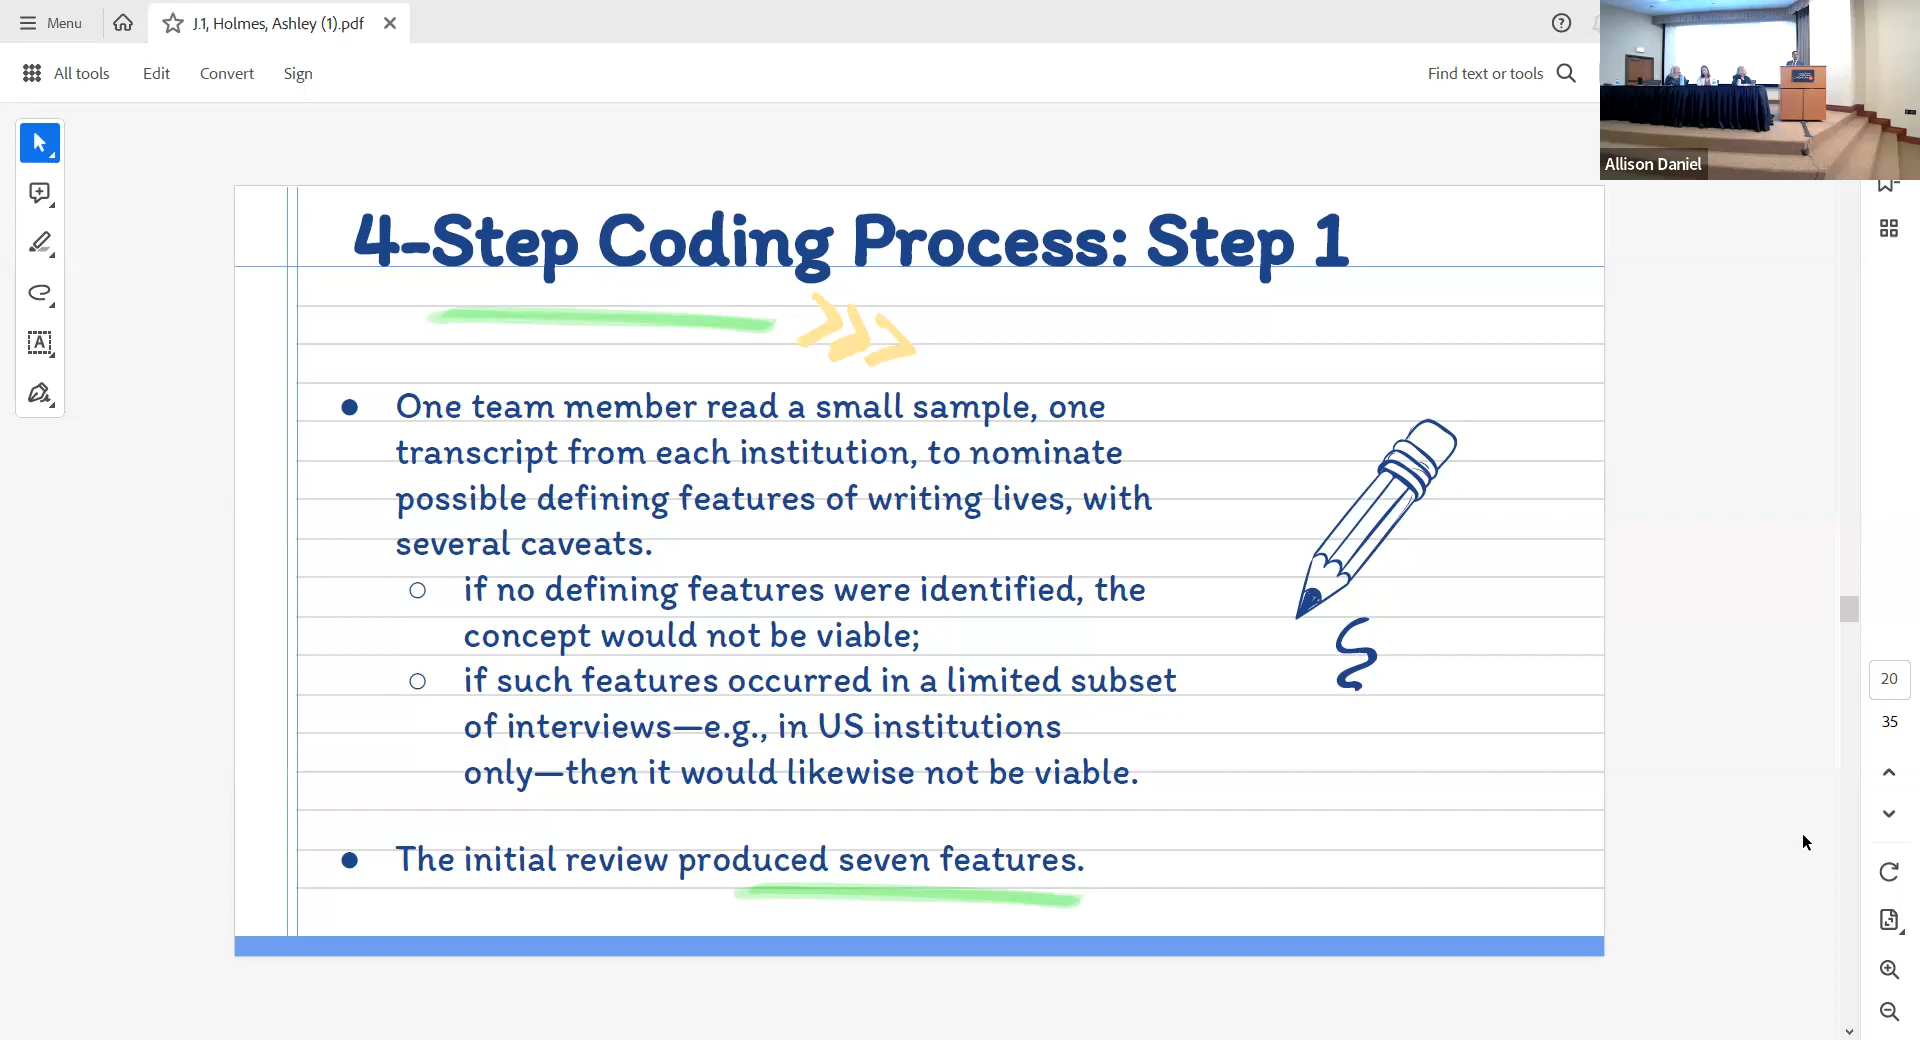 Menu
J.1, Holmes, Ashley (1).pdf
All tools
Edit
Convert
Sign
Find text or tools
Allison Daniel
4-Step Coding Process: Step 1
● One team member read a small sample, one
transcript from each institution, to nominate
possible defining features of writing lives, with
several caveats.
○ if no defining features were identified, the
concept would not be viable;
○ if such features occurred in a limited subset
of interviews—e.g., in US institutions
only—then it would likewise not be viable.
● The initial review produced seven features.
20
35